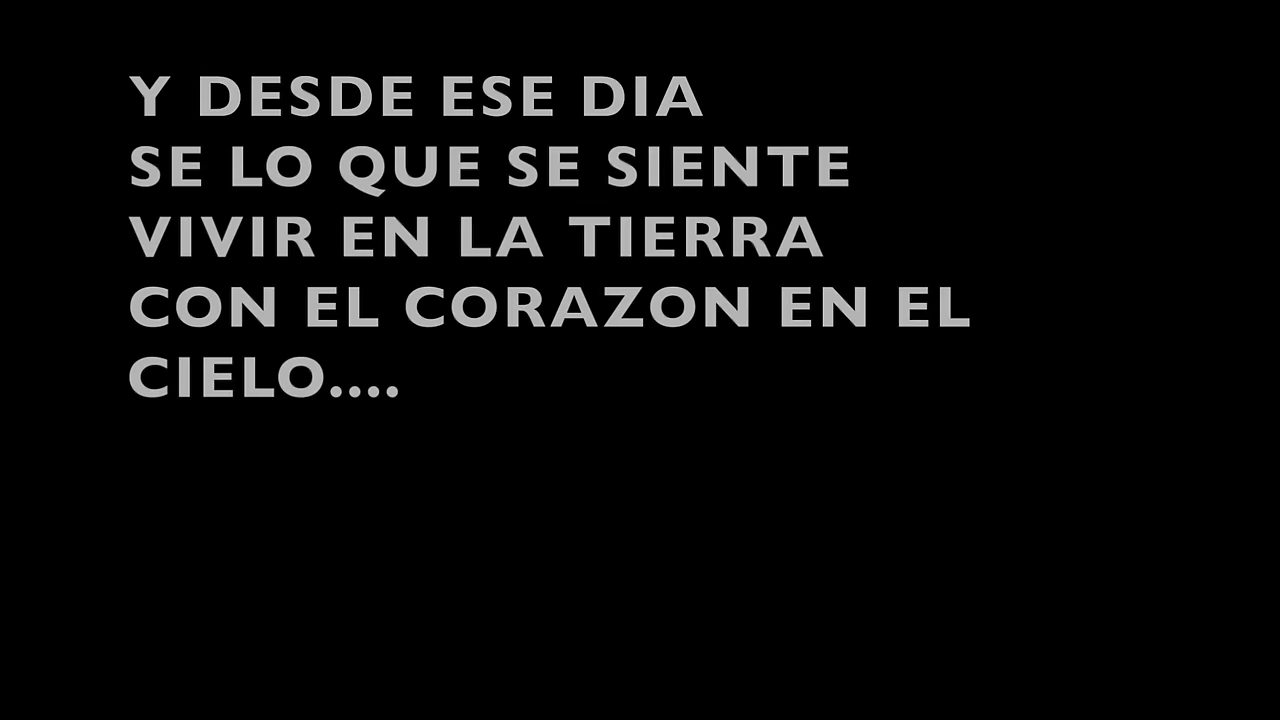 Y DESDE ESE DIA
SE LO QUE SE SIENTE
VIVIR EN LA TIERRA
CON EL CORAZON EN EL
CIELO....